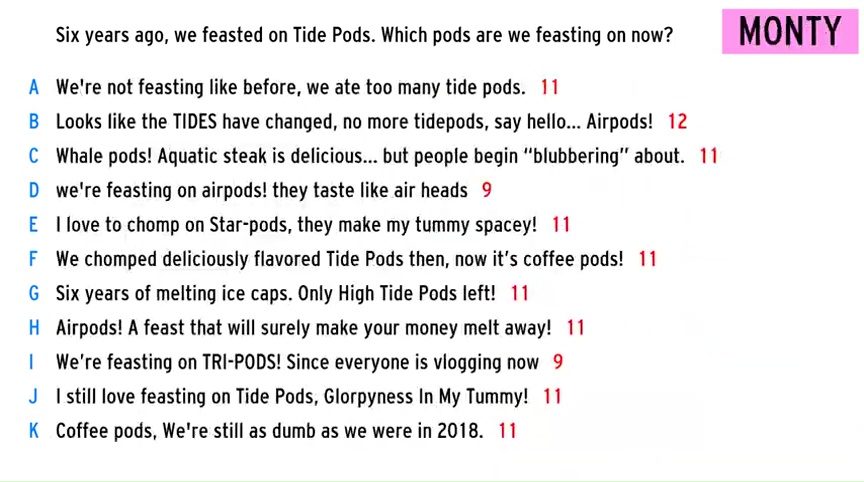 Six years ago, we feasted on Tide Pods. Which pods are we feasting on now?
MONTY
A We're not feasting like before, we ate too many tide pods. 11
B Looks like the TIDES have changed, no more tidepods, say hello... Airpods! 12
C Whale pods! Aquatic steak is delicious... but people begin “blubbering” about. 11
D we're feasting on airpods! they taste like air heads 9
E I love to chomp on Star-pods, they make my tummy spacey! 11
F We chomped deliciously flavored Tide Pods then, now it’s coffee pods! 11
G Six years of melting ice caps. Only High Tide Pods left! 11
H Airpods! A feast that will surely make your money melt away! 11
I We’re feasting on TRI-PODS! Since everyone is vlogging now 9
J I still love feasting on Tide Pods, Glorpyness In My Tummy! 11
K Coffee pods, We're still as dumb as we were in 2018. 11